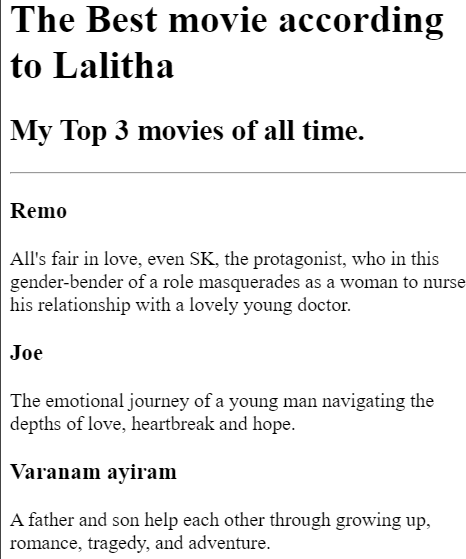 The Best movie according
to Lalitha
My Top 3 movies of all time.
Remo
All's fair in love, even SK, the protagonist, who in this
gender-bender of a role masquerades as a woman to nurse
his relationship with a lovely young doctor.
Joe
The emotional journey of a young man navigating the
depths of love, heartbreak and hope.
Varanam ayiram
A father and son help each other through growing up,
romance, tragedy, and adventure.